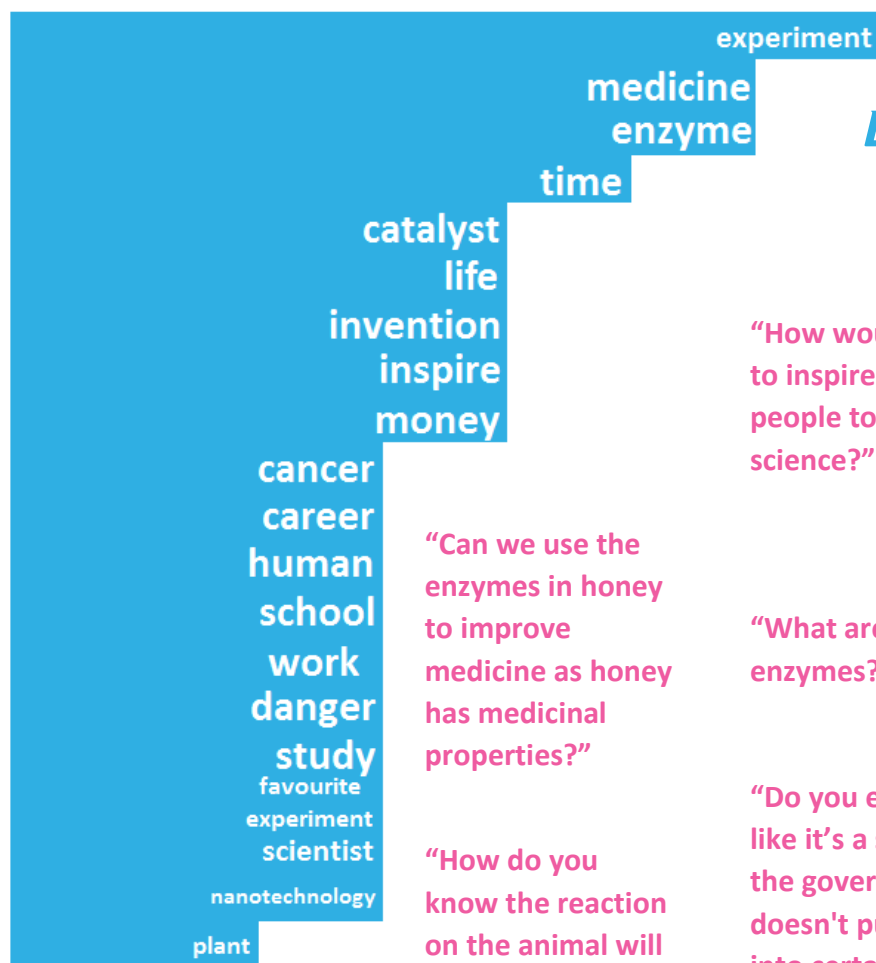 experiment
medicine
enzyme
time
catalyst
life
invention
inspire
money
cancer
career
human
school
work
danger
study
favourite
experiment
scientist
nanotechnology
plant
“Can we use the
enzymes in honey
to improve
medicine as honey
has medicinal
properties?”
“How do you
know the reaction
on the animal will
“How
to inspire
people to
science?”
“What
enzymes?
“Do you
like it’s a
the
doesn't